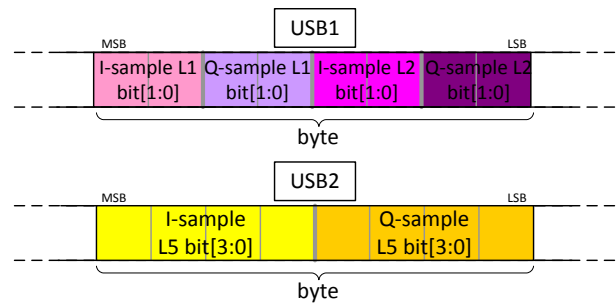 USB1
MSB
LSB
I-sample L1 Q-sample L1 I-sample L2 Q-sample L2
bit[1:0] bit[1:0] bit[1:0] bit[1:0]
byte
USB2
MSB
LSB
I-sample Q-sample
L5 bit[3:0] L5 bit[3:0]
byte